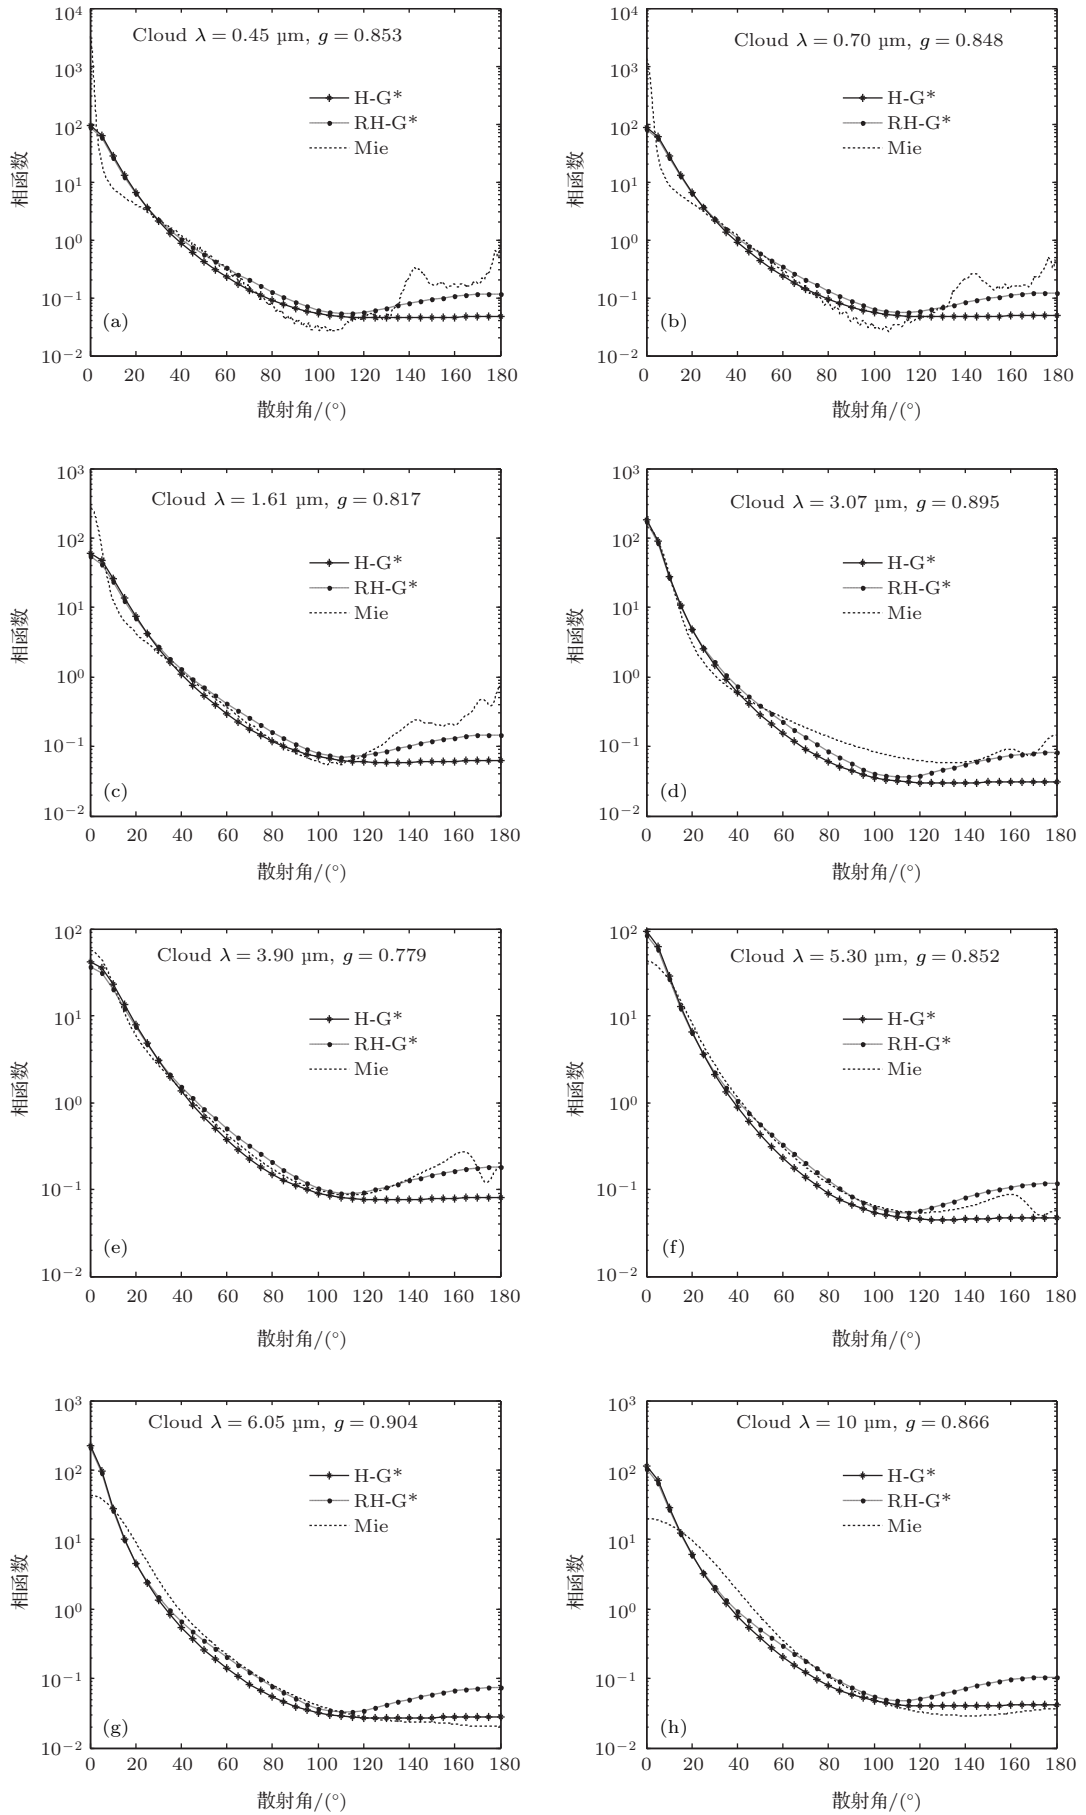 10⁴
10³
10²
10¹
10⁰
10⁻¹
10⁻²
相函数
Cloud λ = 0.45 µm, g = 0.853
H-G*
RH-G*
Mie
(a)
0 20 40 60 80 100 120 140 160 180
散射角/(°)
10⁴
10³
10²
10¹
10⁰
10⁻¹
10⁻²
相函数
Cloud λ = 0.70 µm, g = 0.848
H-G*
RH-G*
Mie
(b)
0 20 40 60 80 100 120 140 160 180
散射角/(°)
10³
10²
10¹
10⁰
10⁻¹
10⁻²
相函数
Cloud λ = 1.61 µm, g = 0.817
H-G*
RH-G*
Mie
(c)
0 20 40 60 80 100 120 140 160 180
散射角/(°)
10³
10²
10¹
10⁰
10⁻¹
10⁻²
相函数
Cloud λ = 3.07 µm, g = 0.895
H-G*
RH-G*
Mie
(d)
0 20 40 60 80 100 120 140 160 180
散射角/(°)
10²
10¹
10⁰
10⁻¹
10⁻²
相函数
Cloud λ = 3.90 µm, g = 0.779
H-G*
RH-G*
Mie
(e)
0 20 40 60 80 100 120 140 160 180
散射角/(°)
10²
10¹
10⁰
10⁻¹
10⁻²
相函数
Cloud λ = 5.30 µm, g = 0.852
H-G*
RH-G*
Mie
(f)
0 20 40 60 80 100 120 140 160 180
散射角/(°)
10³
10²
10¹
10⁰
10⁻¹
10⁻²
相函数
Cloud λ = 6.05 µm, g = 0.904
H-G*
RH-G*
Mie
(g)
0 20 40 60 80 100 120 140 160 180
散射角/(°)
10³
10²
10¹
10⁰
10⁻¹
10⁻²
相函数
Cloud λ = 10 µm, g = 0.866
H-G*
RH-G*
Mie
(h)
0 20 40 60 80 100 120 140 160 180
散射角/(°)